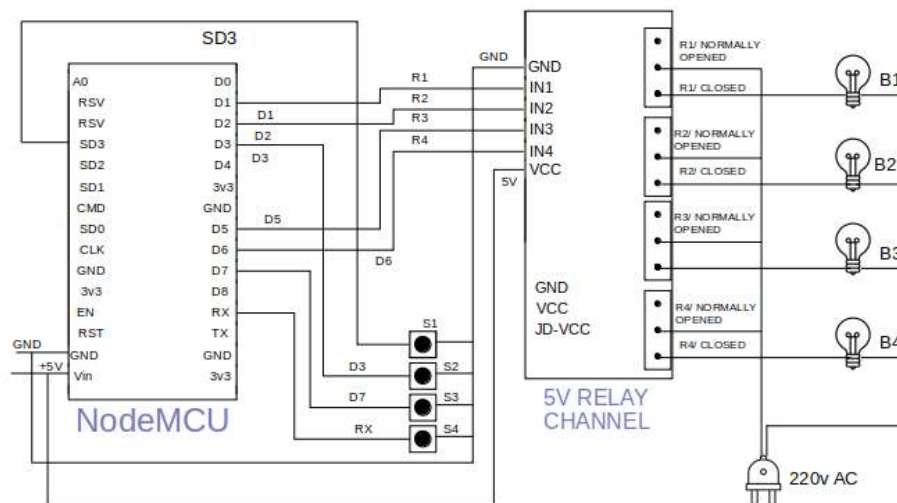 SD3
A0
RSV
RSV
SD3
SD2
SD1
CMD
SD0
CLK
GND
3v3
EN
RST
GND
Vin
D0
D1
D2
D3
D4
3v3
GND
D5
D6
D7
D8
RX
TX
GND
3v3
GND
+5V
NodeMCU
D1
D2
D3
D5
D6
R1
R2
R3
R4
GND
5V
D3
D7
RX
S1
S2
S3
S4
GND
IN1
IN2
IN3
IN4
VCC
GND
VCC
JD-VCC
5V RELAY
CHANNEL
R1/ NORMALLY
OPENED
R1/ CLOSED
R2/ NORMALLY
OPENED
R2/ CLOSED
R3/ NORMALLY
OPENED
R3/ CLOSED
R4/ NORMALLY
OPENED
R4/ CLOSED
B1
B2
B3
B4
220v AC